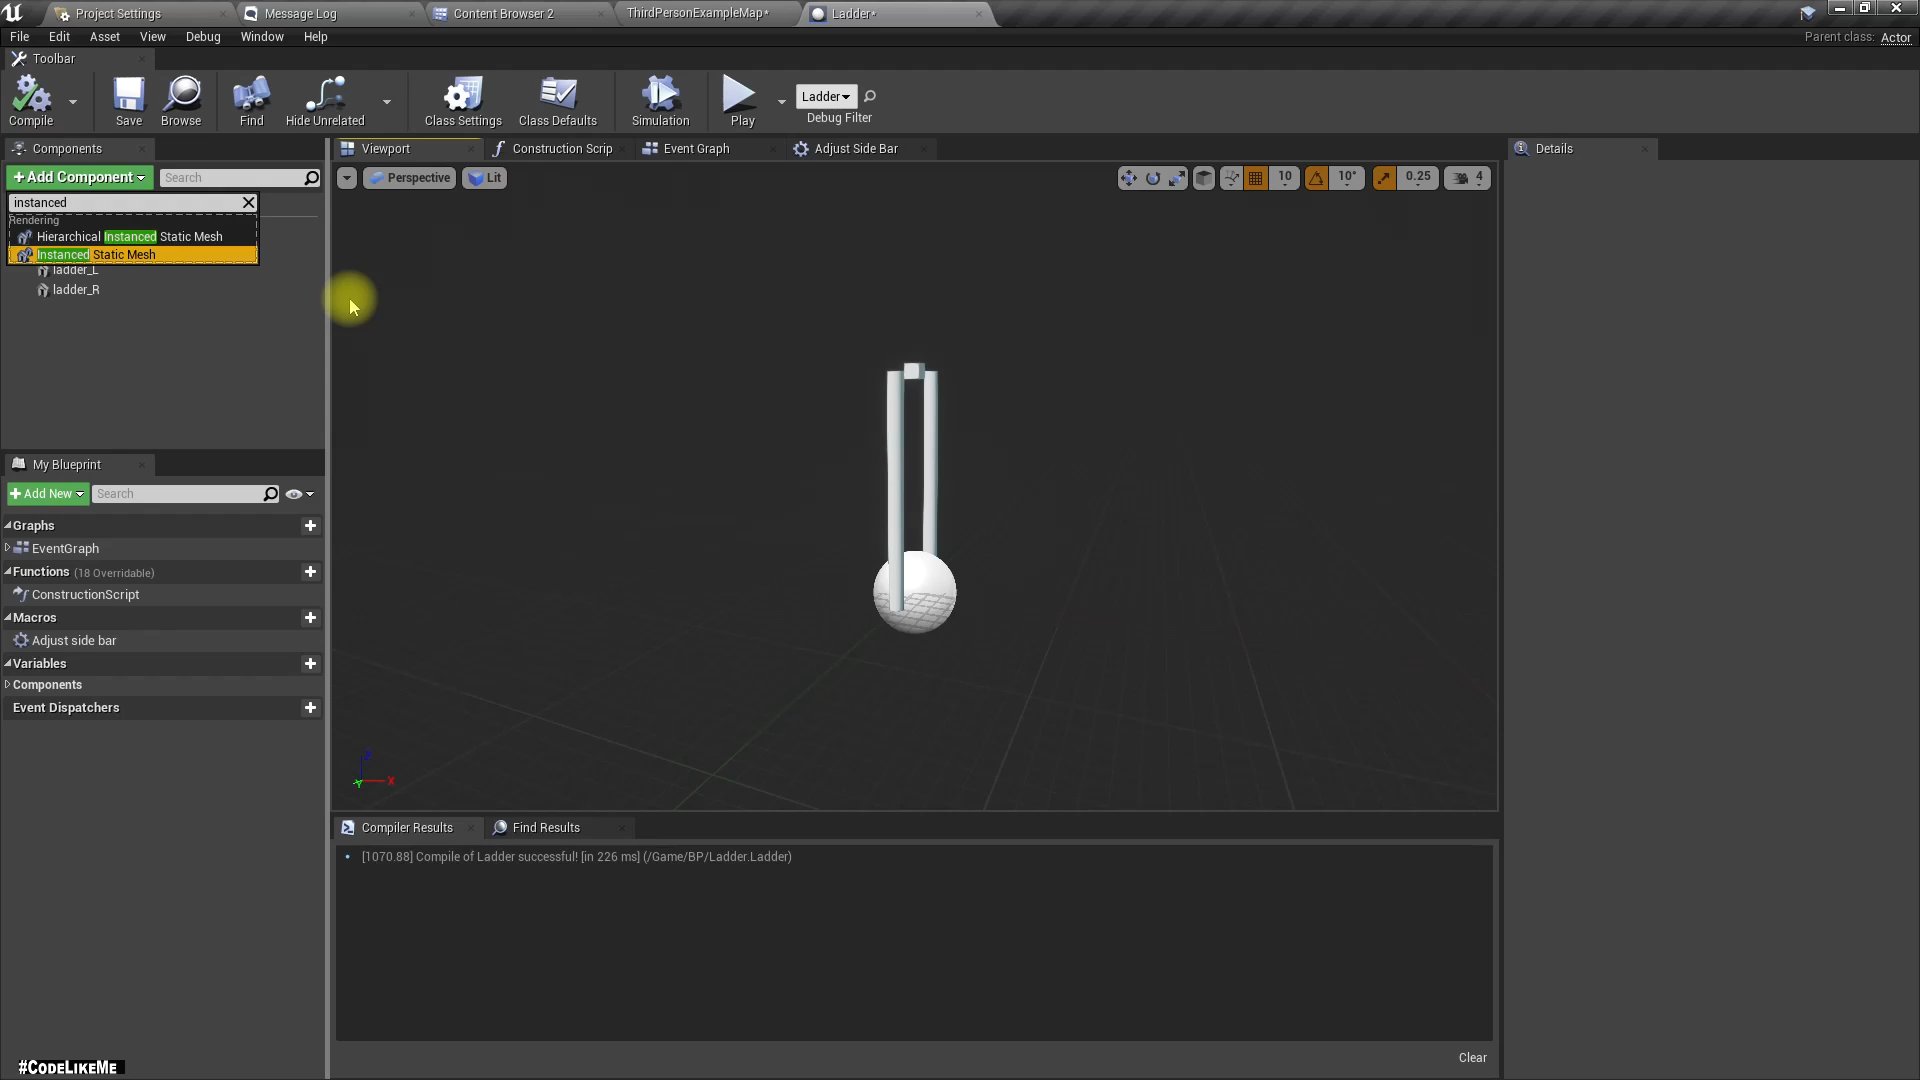 Project Settings
Message Log
Content Browser 2
ThirdPersonExampleMap*
Ladder*
File Edit Asset View Debug Window Help
Parent class: Actor
Toolbar
Compile
Save
Browse
Find
Hide Unrelated
Class Settings
Class Defaults
Simulation
Play
Ladder
Debug Filter
Components
Add Component
Search
instanced
Rendering
Hierarchical Instanced Static Mesh
Instanced Static Mesh
ladder_L
ladder_R
Viewport
Construction Scrip
Event Graph
Adjust Side Bar
Perspective
Lit
10
10°
0.25
4
Z
X
Y
Details
My Blueprint
Add New
Search
Graphs
EventGraph
Functions (18 Overridable)
ConstructionScript
Macros
Adjust side bar
Variables
Components
Event Dispatchers
Compiler Results
Find Results
[1070.88] Compile of Ladder successful! [in 226 ms] (/Game/BP/Ladder.Ladder)
Clear
#CODELIKEME